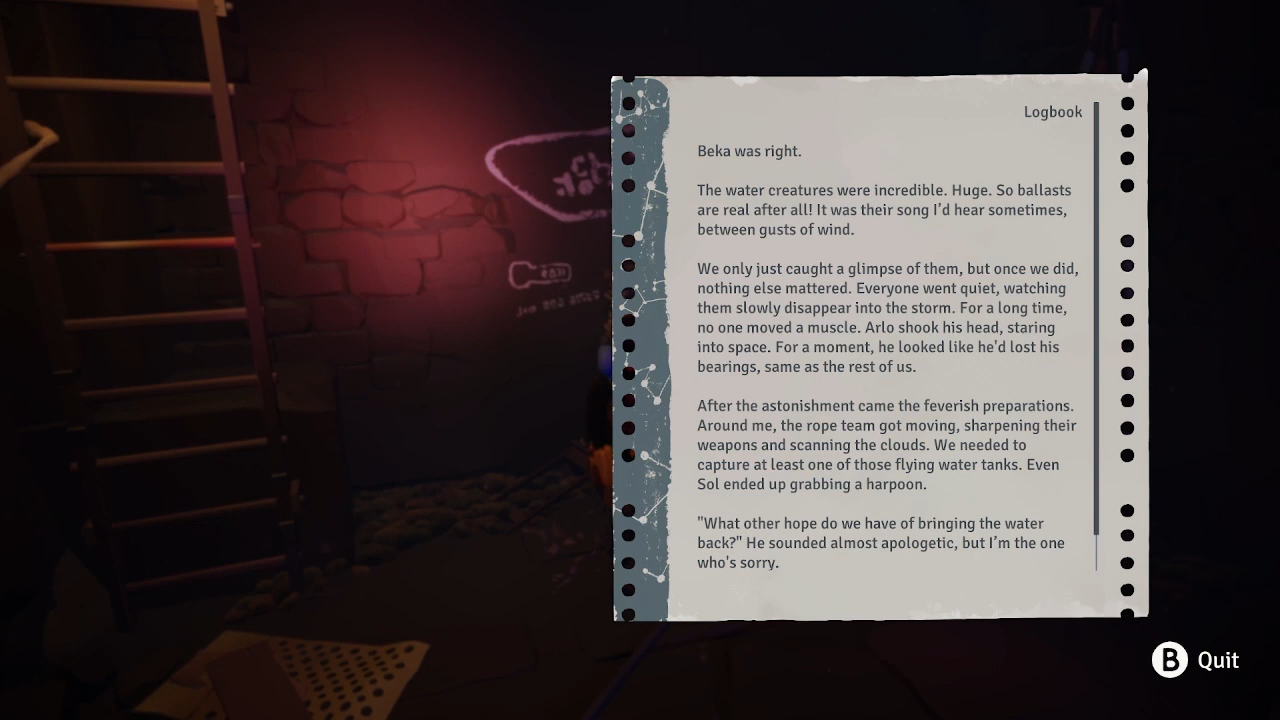 Logbook
Beka was right.
The water creatures were incredible. Huge. So ballasts
are real after all! It was their song I'd hear sometimes,
between gusts of wind.
We only just caught a glimpse of them, but once we did,
nothing else mattered. Everyone went quiet, watching
them slowly disappear into the storm. For a long time,
no one moved a muscle. Arlo shook his head, staring
into space. For a moment, he looked like he'd lost his
bearings, same as the rest of us.
After the astonishment came the feverish preparations.
Around me, the rope team got moving, sharpening their
weapons and scanning the clouds. We needed to
capture at least one of those flying water tanks. Even
Sol ended up grabbing a harpoon.
"What other hope do we have of bringing the water
back?" He sounded almost apologetic, but I'm the one
who's sorry.
B Quit